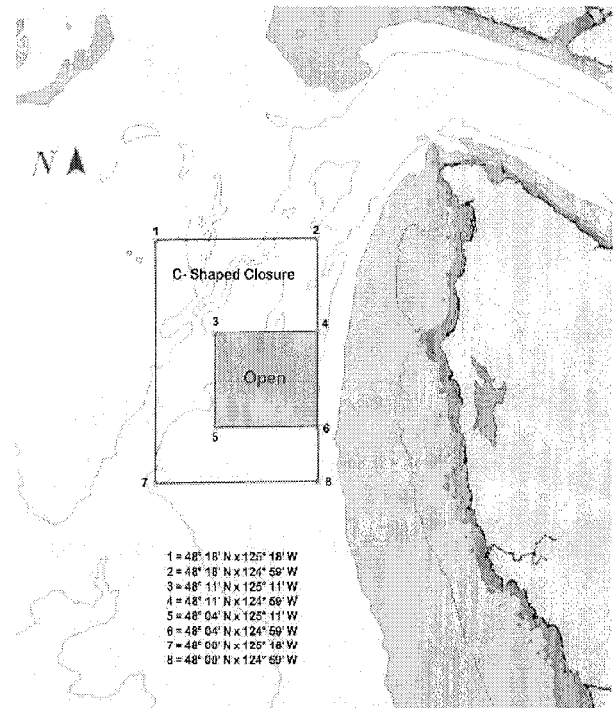 N
1 2
C- Shaped Closure
3 4
Open
5 6
7 8
1 = 48° 18' N x 125° 18' W
2 = 48° 18' N x 124° 59' W
3 = 48° 11' N x 125° 11' W
4 = 48° 11' N x 124° 59' W
5 = 48° 04' N x 125° 11' W
6 = 48° 04' N x 124° 59' W
7 = 48° 00' N x 125° 18' W
8 = 48° 00' N x 124° 59' W